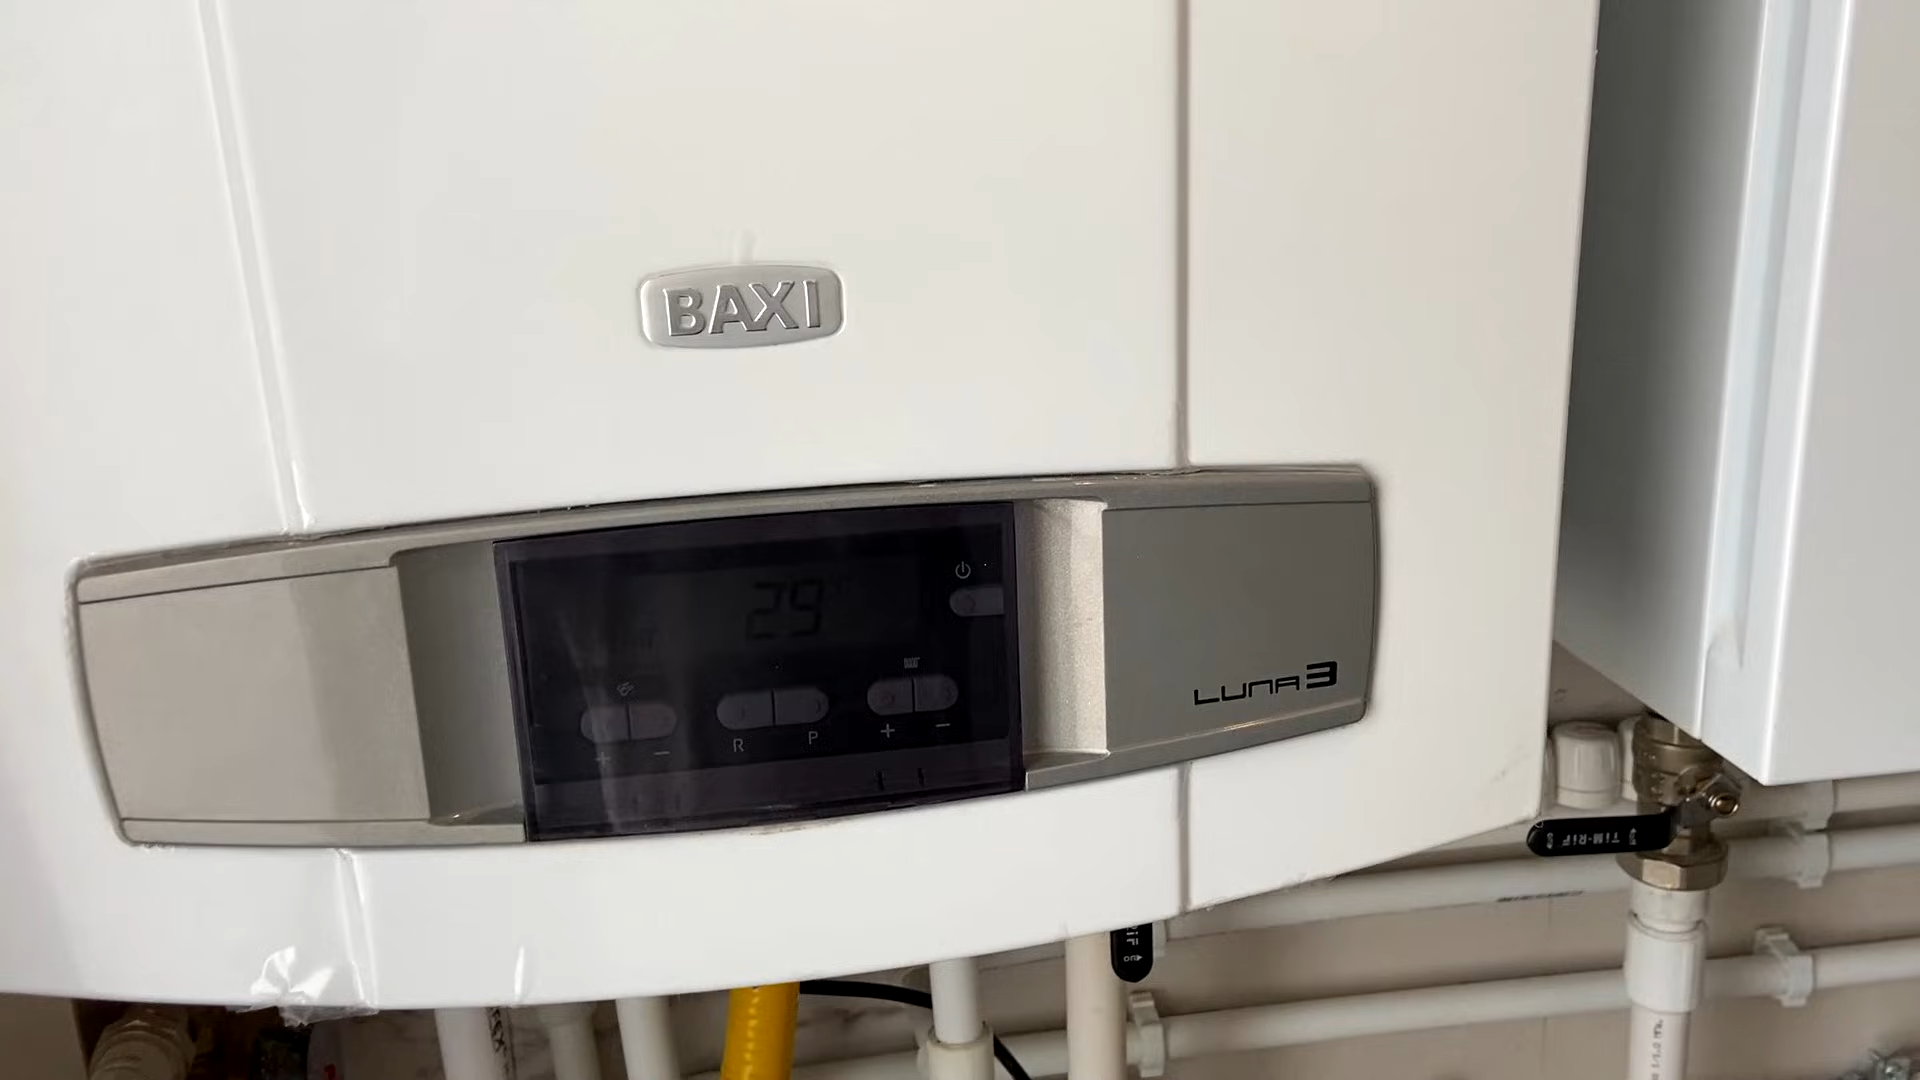 BAXI
29
R P
+ − + −
LUNA3
TIM-RIF